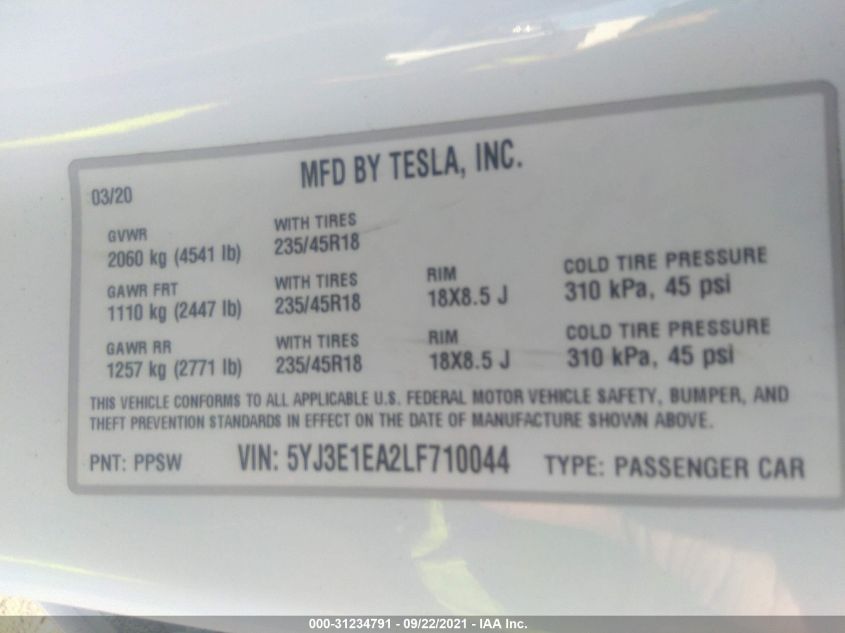 MFD BY TESLA, INC.
03/20
GVWR
2060 kg (4541 lb)
WITH TIRES
235/45R18
GAWR FRT
1110 kg (2447 lb)
WITH TIRES
235/45R18
RIM
18X8.5 J
COLD TIRE PRESSURE
310 kPa, 45 psi
GAWR RR
1257 kg (2771 lb)
WITH TIRES
235/45R18
RIM
18X8.5 J
COLD TIRE PRESSURE
310 kPa, 45 psi
THIS VEHICLE CONFORMS TO ALL APPLICABLE U.S. FEDERAL MOTOR VEHICLE SAFETY, BUMPER, AND
THEFT PREVENTION STANDARDS IN EFFECT ON THE DATE OF MANUFACTURE SHOWN ABOVE.
PNT: PPSW VIN: 5YJ3E1EA2LF710044 TYPE: PASSENGER CAR
000-31234791 - 09/22/2021 - IAA Inc.